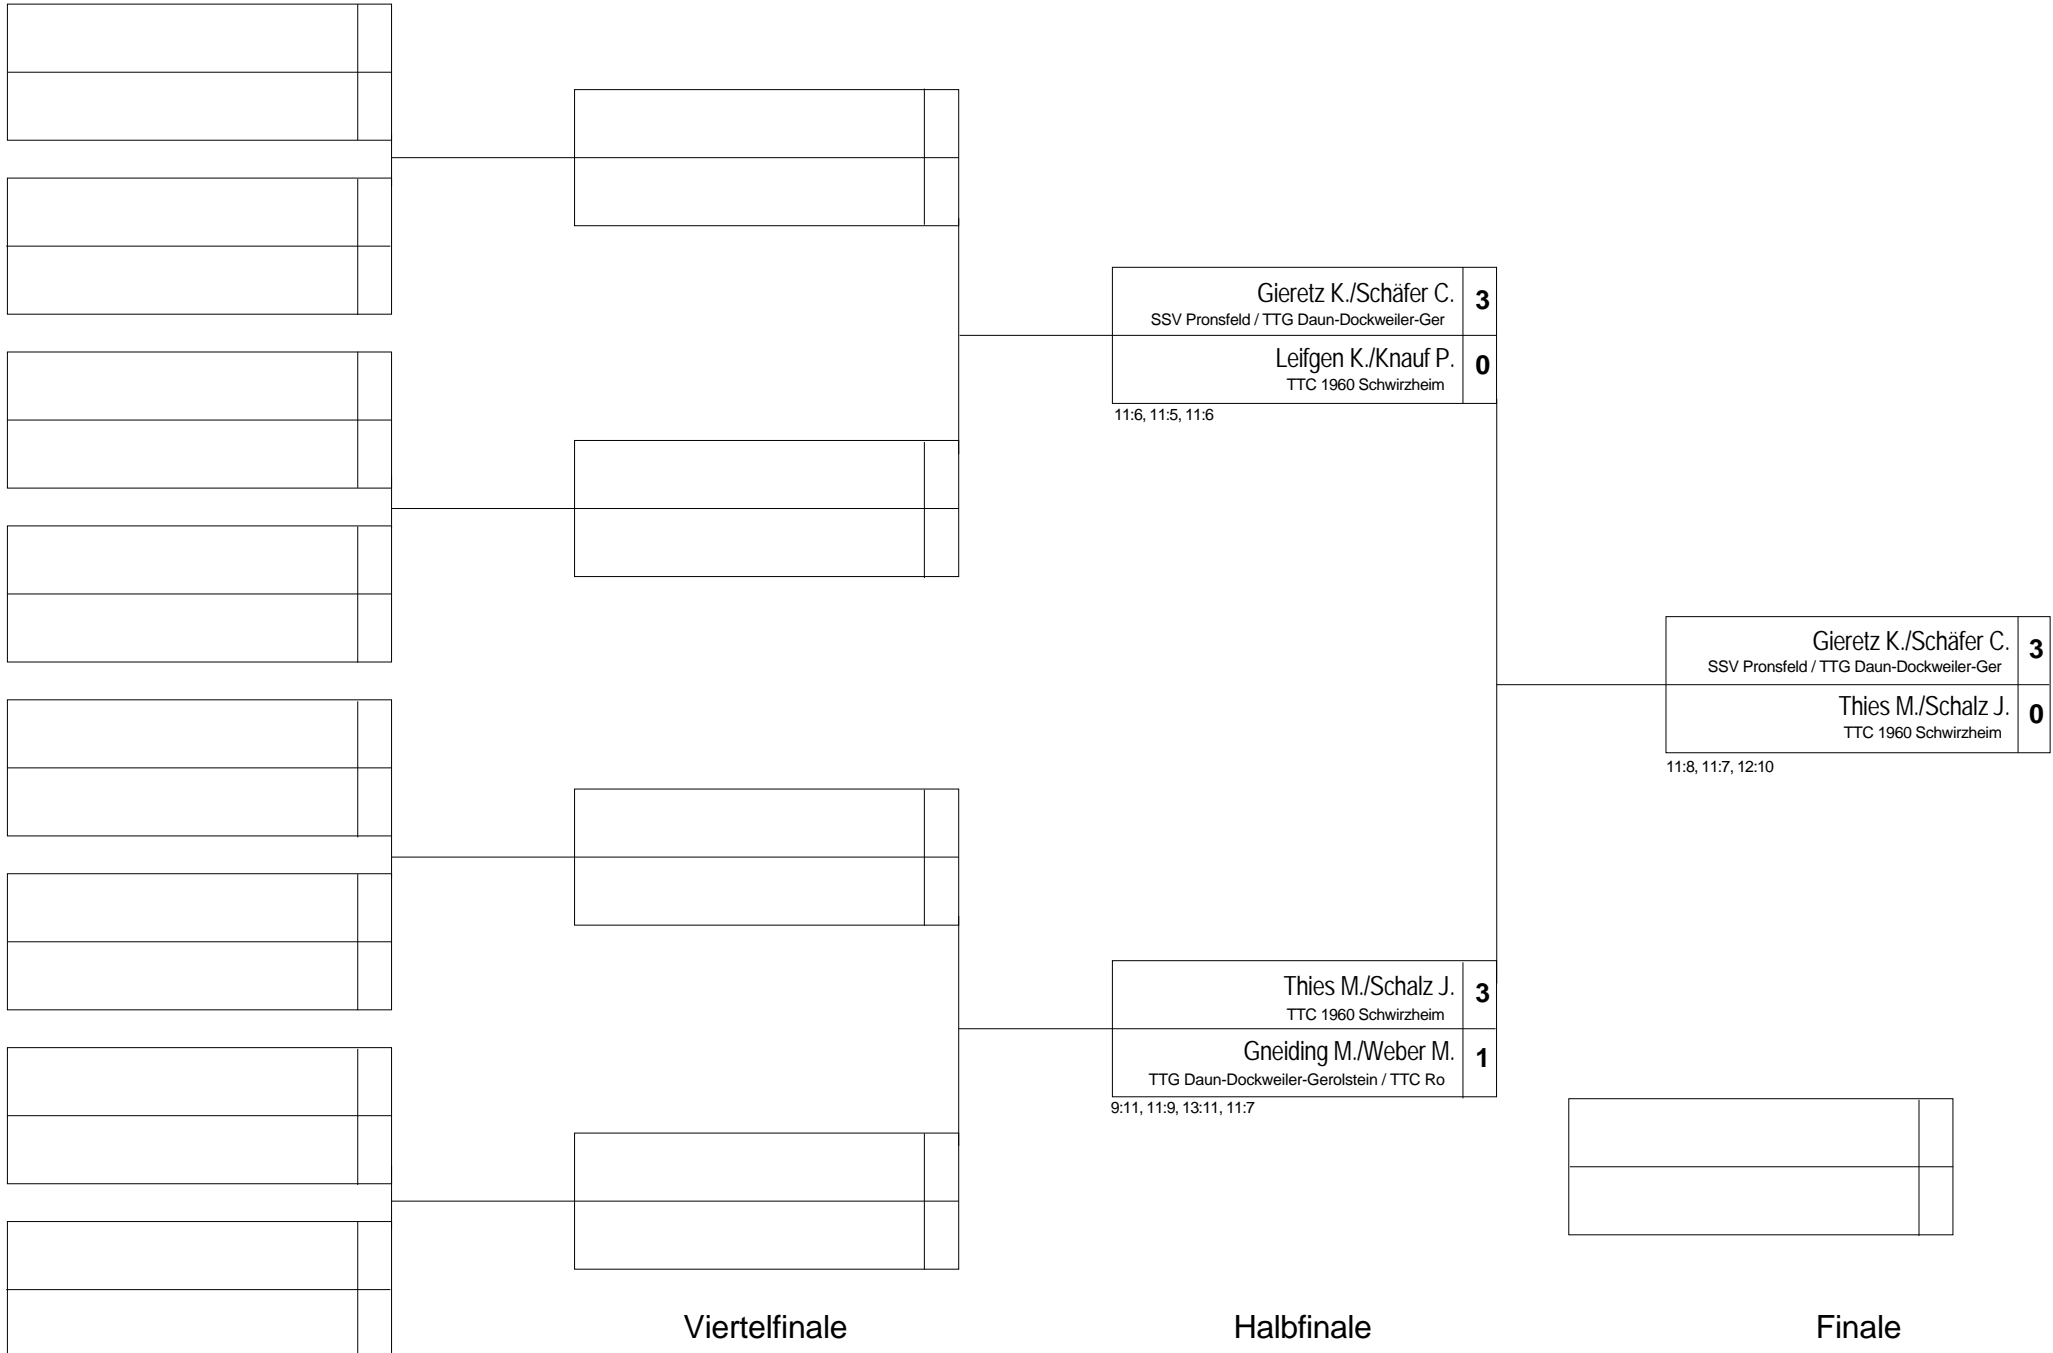 Gieretz K./Schäfer C. 3
SSV Pronsfeld / TTG Daun-Dockweiler-Ger
Leifgen K./Knauf P. 0
TTC 1960 Schwirzheim
11:6, 11:5, 11:6
Gieretz K./Schäfer C. 3
SSV Pronsfeld / TTG Daun-Dockweiler-Ger
Thies M./Schalz J. 0
TTC 1960 Schwirzheim
11:8, 11:7, 12:10
Thies M./Schalz J. 3
TTC 1960 Schwirzheim
Gneiding M./Weber M. 1
TTG Daun-Dockweiler-Gerolstein / TTC Ro
9:11, 11:9, 13:11, 11:7
Viertelfinale Halbfinale Finale